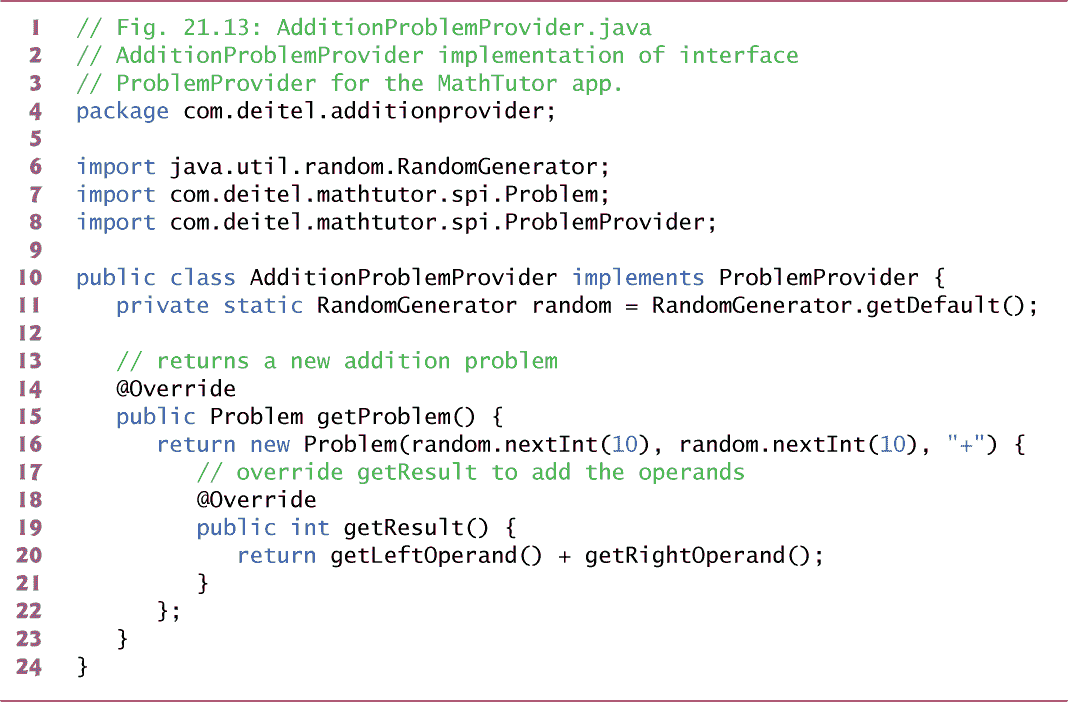 1 // Fig. 21.13: AdditionProblemProvider.java
2 // AdditionProblemProvider implementation of interface
3 // ProblemProvider for the MathTutor app.
4 package com.deitel.additionprovider;
5
6 import java.util.random.RandomGenerator;
7 import com.deitel.mathtutor.spi.Problem;
8 import com.deitel.mathtutor.spi.ProblemProvider;
9
10 public class AdditionProblemProvider implements ProblemProvider {
11    private static RandomGenerator random = RandomGenerator.getDefault();
12
13    // returns a new addition problem
14    @Override
15    public Problem getProblem() {
16       return new Problem(random.nextInt(10), random.nextInt(10), "+") {
17          // override getResult to add the operands
18          @Override
19          public int getResult() {
20             return getLeftOperand() + getRightOperand();
21          }
22       };
23    }
24 }